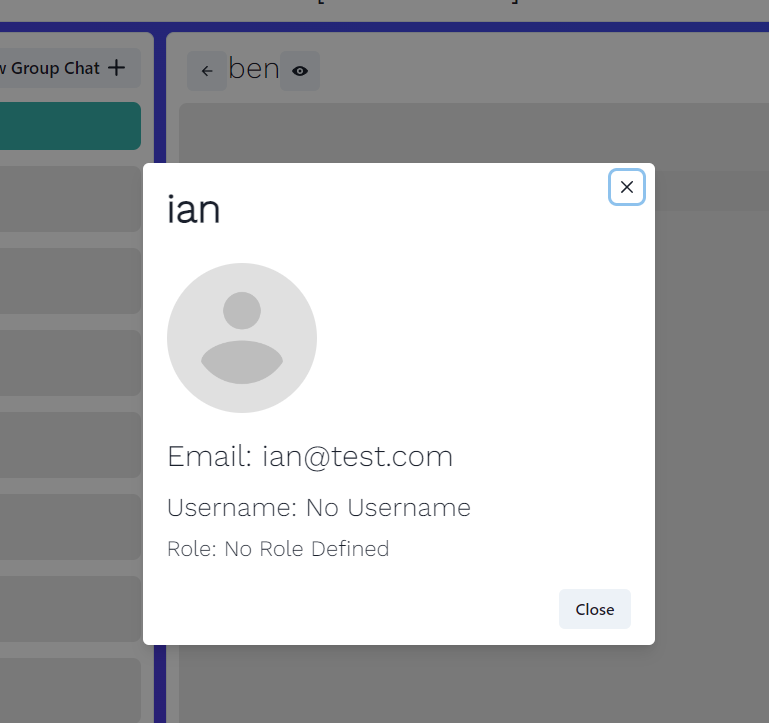 w Group Chat
ben
ian
Email: ian@test.com
Username: No Username
Role: No Role Defined
Close